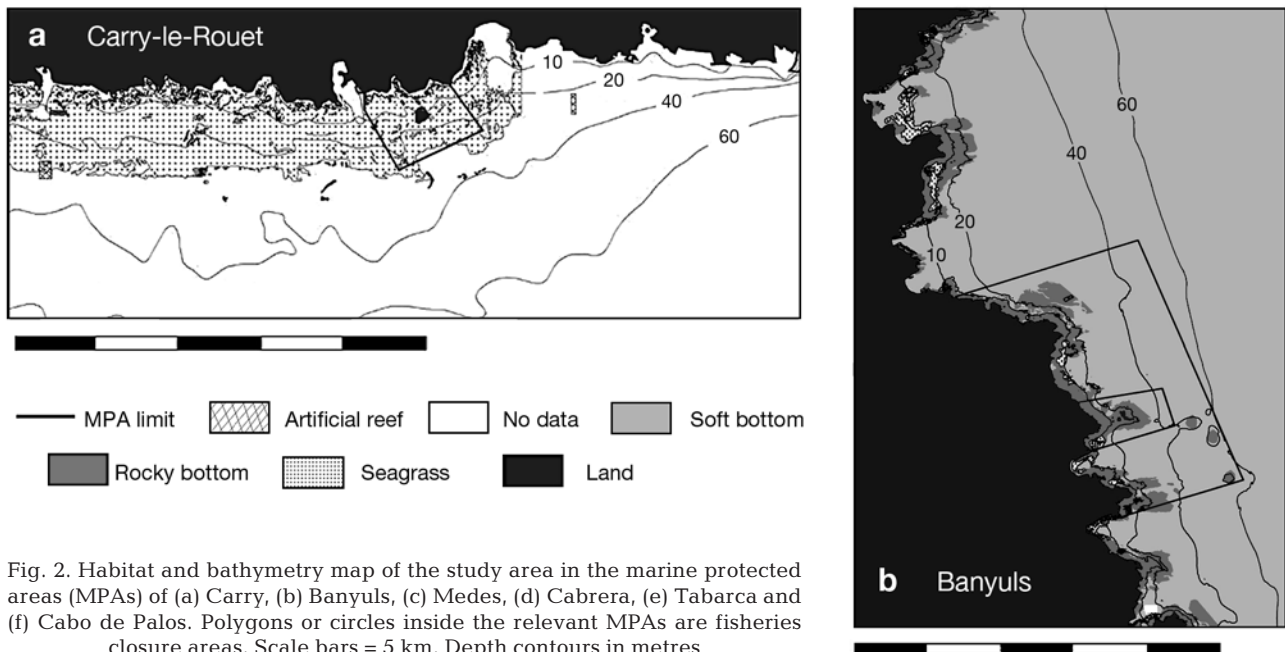 a Carry-le-Rouet
10
20
40
60
MPA limit
Artificial reef
No data
Soft bottom
Rocky bottom
Seagrass
Land
Fig. 2. Habitat and bathymetry map of the study area in the marine protected
areas (MPAs) of (a) Carry, (b) Banyuls, (c) Medes, (d) Cabrera, (e) Tabarca and
(f) Cabo de Palos. Polygons or circles inside the relevant MPAs are fisheries
closure areas. Scale bars = 5 km. Depth contours in metres
60
40
20
10
b Banyuls